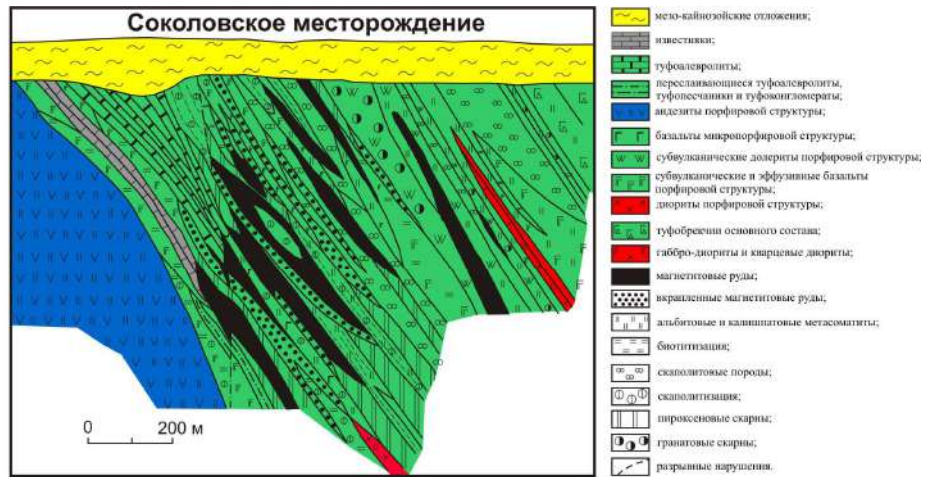 Соколовское месторождение
0 200 м
мезо-кайнозойские отложения;
известняки;
туфоалевролиты;
переслаивающиеся туфоалевролиты,
туфопесчаники и туфоконгломераты;
андезиты порфировой структуры;
базальты микропорфировой структуры;
субвулканические долериты порфировой структуры;
субвулканические и эффузивные базальты
порфировой структуры;
диориты порфировой структуры;
туфобрекчии основного состава;
габбро-диориты и кварцевые диориты;
магнетитовые руды;
вкрапленные магнетитовые руды;
альбитовые и калишпатовые метасоматиты;
биотитизация;
скаполитовые породы;
скаполитизация;
пироксеновые скарны;
гранатовые скарны;
разрывные нарушения.